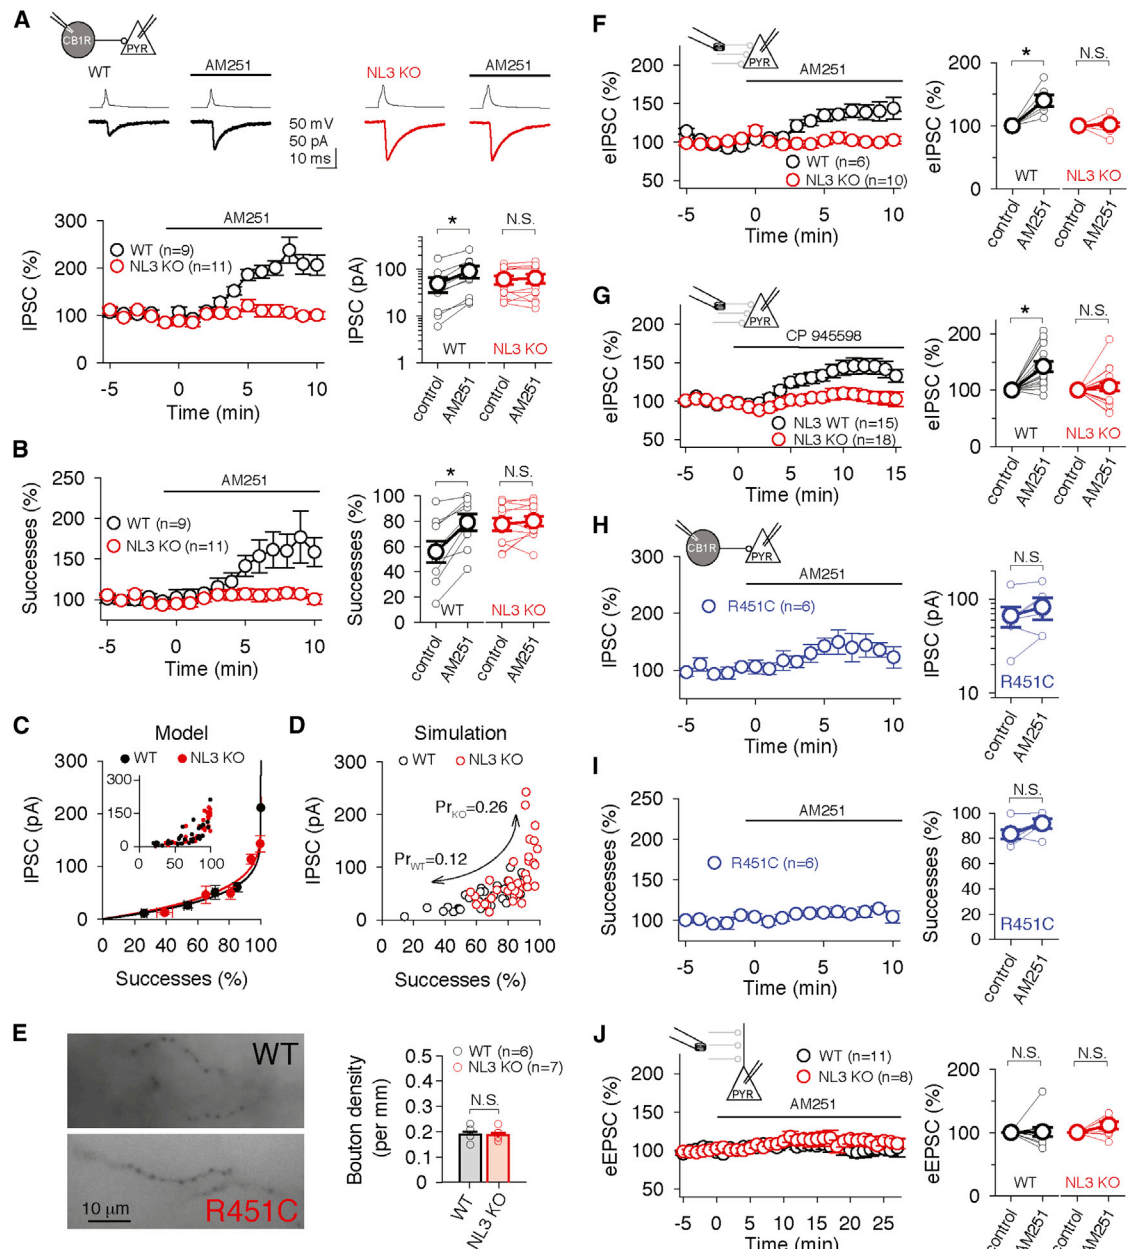 A
CB1R
PYR
WT
AM251
NL3 KO
AM251
50 mV
50 pA
10 ms
IPSC (%)
300
200
100
0
AM251
WT (n=9)
NL3 KO (n=11)
-5
0
5
10
Time (min)
IPSC (pA)
100
10
1
*
N.S.
WT
NL3 KO
control
AM251
control
AM251
B
Successes (%)
250
200
150
100
AM251
WT (n=9)
NL3 KO (n=11)
-5
0
5
10
Time (min)
Successes (%)
100
80
60
40
20
0
*
N.S.
WT
NL3 KO
control
AM251
control
AM251
C
Model
WT
NL3 KO
IPSC (pA)
300
200
100
0
300
150
0
0
50
100
0
20
40
60
80
100
Successes (%)
D
Simulation
WT
NL3 KO
IPSC (pA)
300
200
100
0
PrKO=0.26
PrWT=0.12
0
20
40
60
80
100
Successes (%)
E
WT
R451C
10 µm
Bouton density
(per mm)
0.5
0.4
0.3
0.2
0.1
0
WT (n=6)
NL3 KO (n=7)
N.S.
WT
NL3 KO
F
PYR
AM251
eIPSC (%)
200
150
100
50
WT (n=6)
NL3 KO (n=10)
-5
0
5
10
Time (min)
eIPSC (%)
200
100
0
*
N.S.
WT
NL3 KO
control
AM251
control
AM251
G
PYR
CP 945598
eIPSC (%)
200
150
100
50
NL3 WT (n=15)
NL3 KO (n=18)
-5
0
5
10
15
Time (min)
eIPSC (%)
200
100
0
*
N.S.
WT
NL3 KO
control
AM251
control
AM251
H
CB1R
PYR
AM251
IPSC (%)
300
200
100
R451C (n=6)
-5
0
5
10
Time (min)
IPSC (pA)
100
10
N.S.
R451C
control
AM251
I
Successes (%)
250
200
150
100
AM251
R451C (n=6)
-5
0
5
10
Time (min)
Successes (%)
100
80
60
40
20
0
N.S.
R451C
control
AM251
J
PYR
WT (n=11)
NL3 KO (n=8)
AM251
eEPSC (%)
200
150
100
50
-5
0
5
10
15
20
25
Time (min)
eEPSC (%)
200
100
0
N.S.
N.S.
WT
NL3 KO
control
AM251
control
AM251